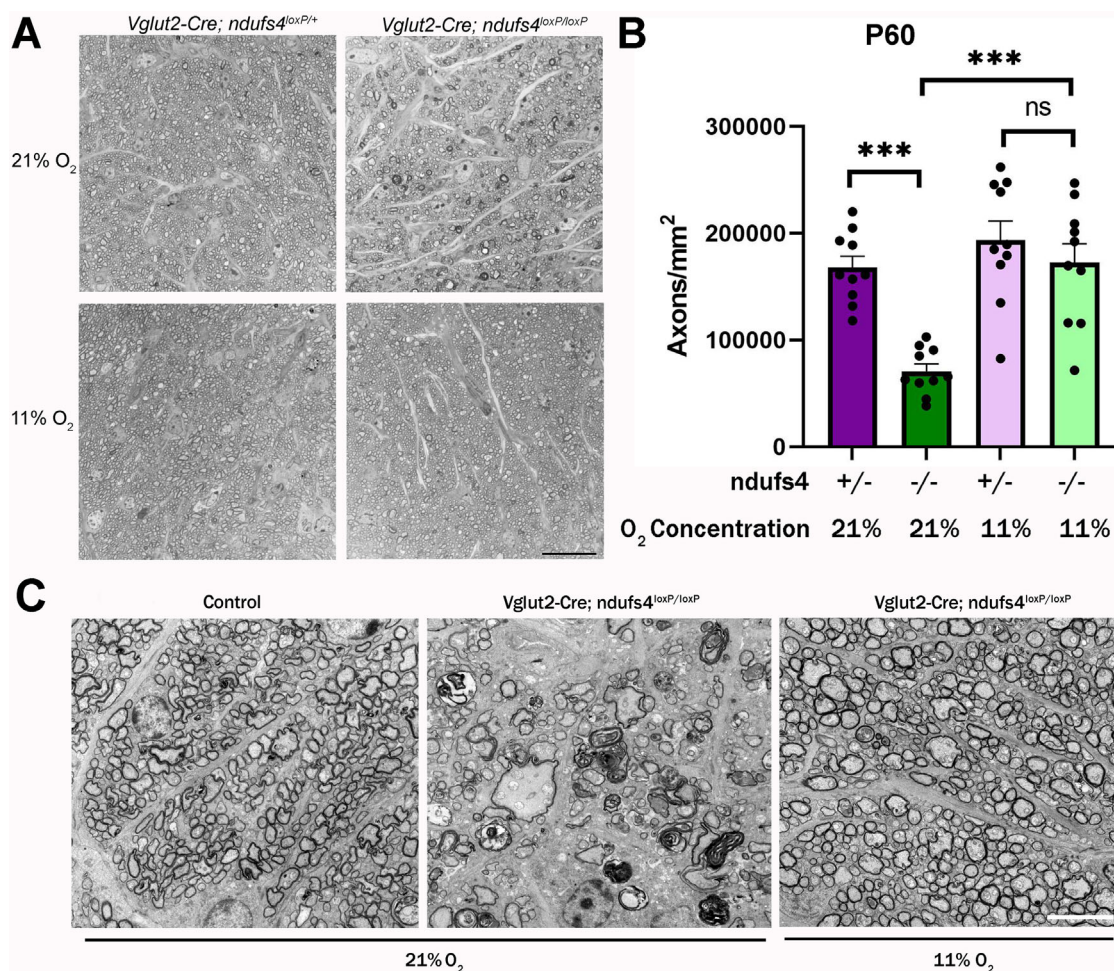 A
Vglut2-Cre; ndufs4loxP/+
Vglut2-Cre; ndufs4loxP/loxP
21% O2
11% O2
B
P60
***
***
ns
Axons/mm2
300000
200000
100000
0
ndufs4 +/- -/- +/- -/-
O2 Concentration 21% 21% 11% 11%
C
Control
Vglut2-Cre; ndufs4loxP/loxP
Vglut2-Cre; ndufs4loxP/loxP
21% O2
11% O2